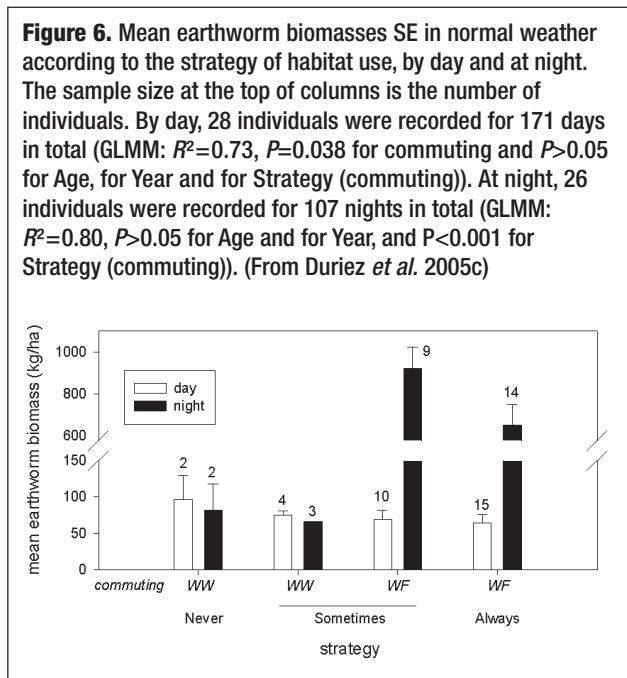 Figure 6. Mean earthworm biomasses SE in normal weather
according to the strategy of habitat use, by day and at night.
The sample size at the top of columns is the number of
individuals. By day, 28 individuals were recorded for 171 days
in total (GLMM: R²=0.73, P=0.038 for commuting and P>0.05
for Age, for Year and for Strategy (commuting)). At night, 26
individuals were recorded for 107 nights in total (GLMM:
R²=0.80, P>0.05 for Age and for Year, and P<0.001 for
Strategy (commuting)). (From Duriez et al. 2005c)
mean earthworm biomass (kg/ha)
1000
800
600
150
100
50
0
day
night
2
2
4
3
10
9
15
14
commuting WW WW WF WF
Never Sometimes Always
strategy